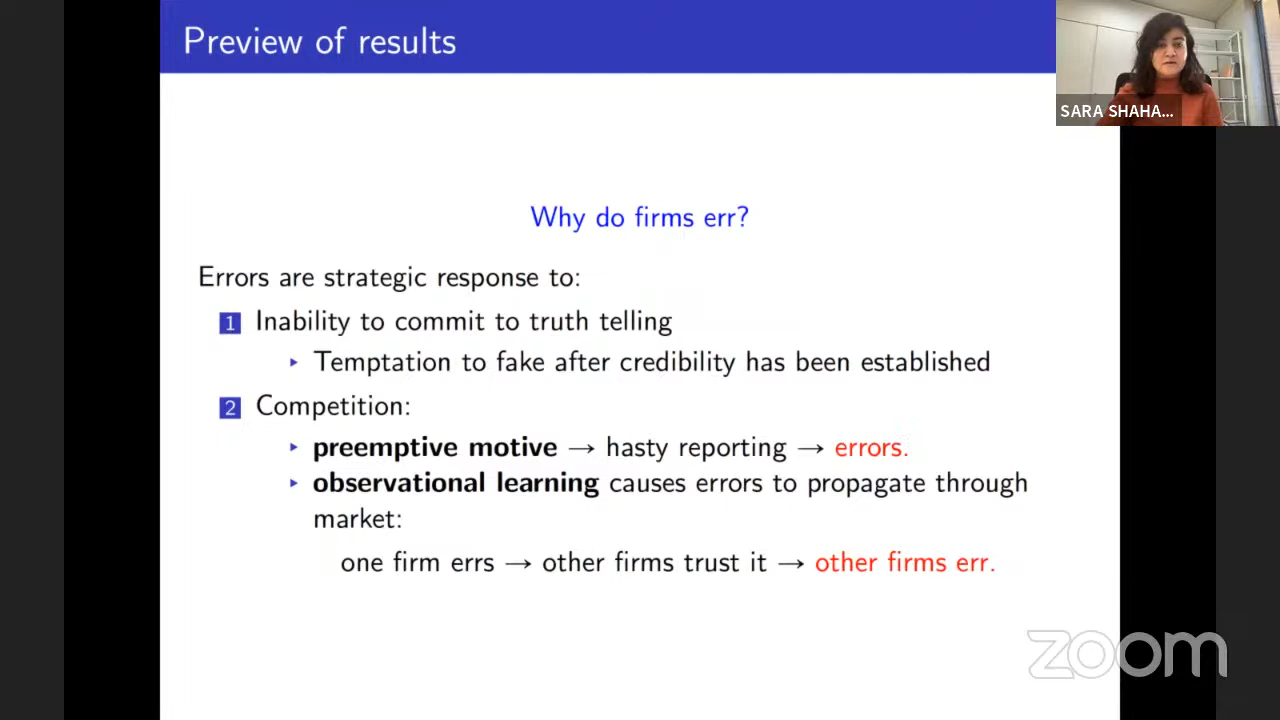 Preview of results
SARA SHAHA...
Why do firms err?
Errors are strategic response to:
1 Inability to commit to truth telling
▸ Temptation to fake after credibility has been established
2 Competition:
▸ preemptive motive → hasty reporting → errors.
▸ observational learning causes errors to propagate through
market:
one firm errs → other firms trust it → other firms err.
zoom